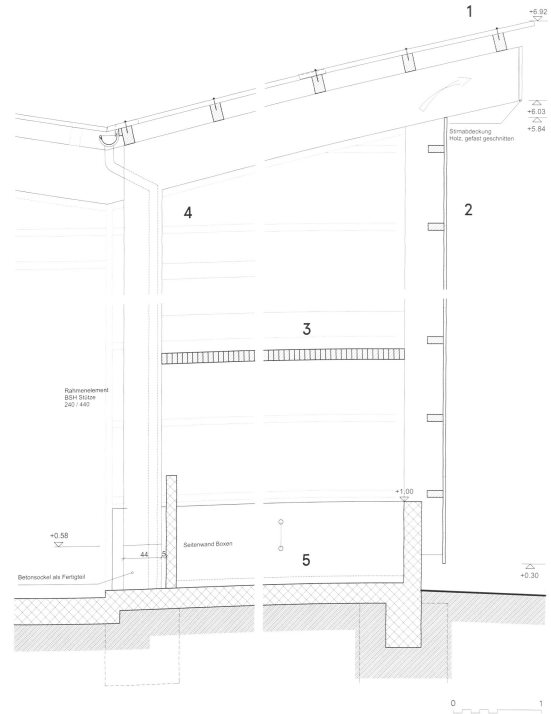 1
+6.92
+6.03
+5.84
Stirnabdeckung
Holz, gefast geschnitten
4
2
3
Rahmenelement
BSH Stütze
240 / 440
+1.00
+0.58
44
5
Seitenwand Boxen
5
Betonsockel als Fertigteil
+0.30
0
1